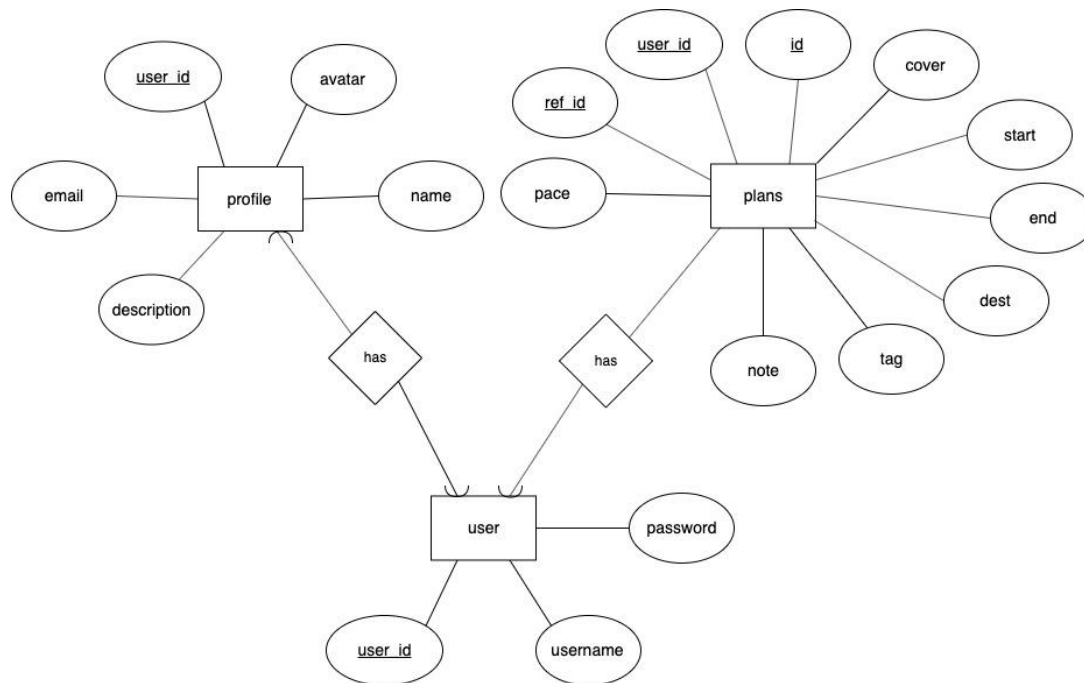 user_id
id
user_id
avatar
cover
ref_id
start
email
profile
name
pace
plans
end
description
dest
has
has
note
tag
user
password
user_id
username